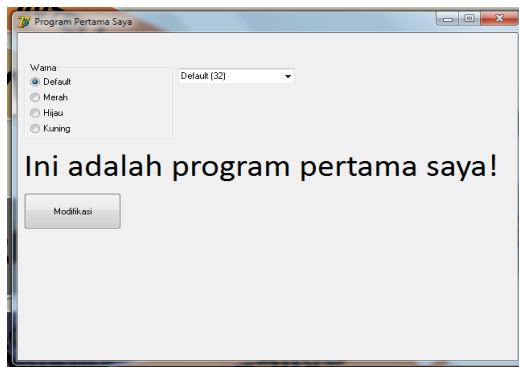 Program Pertama Saya
Warna
Default
Default (32)
Merah
Hijau
Kuning
Ini adalah program pertama saya!
Modifikasi